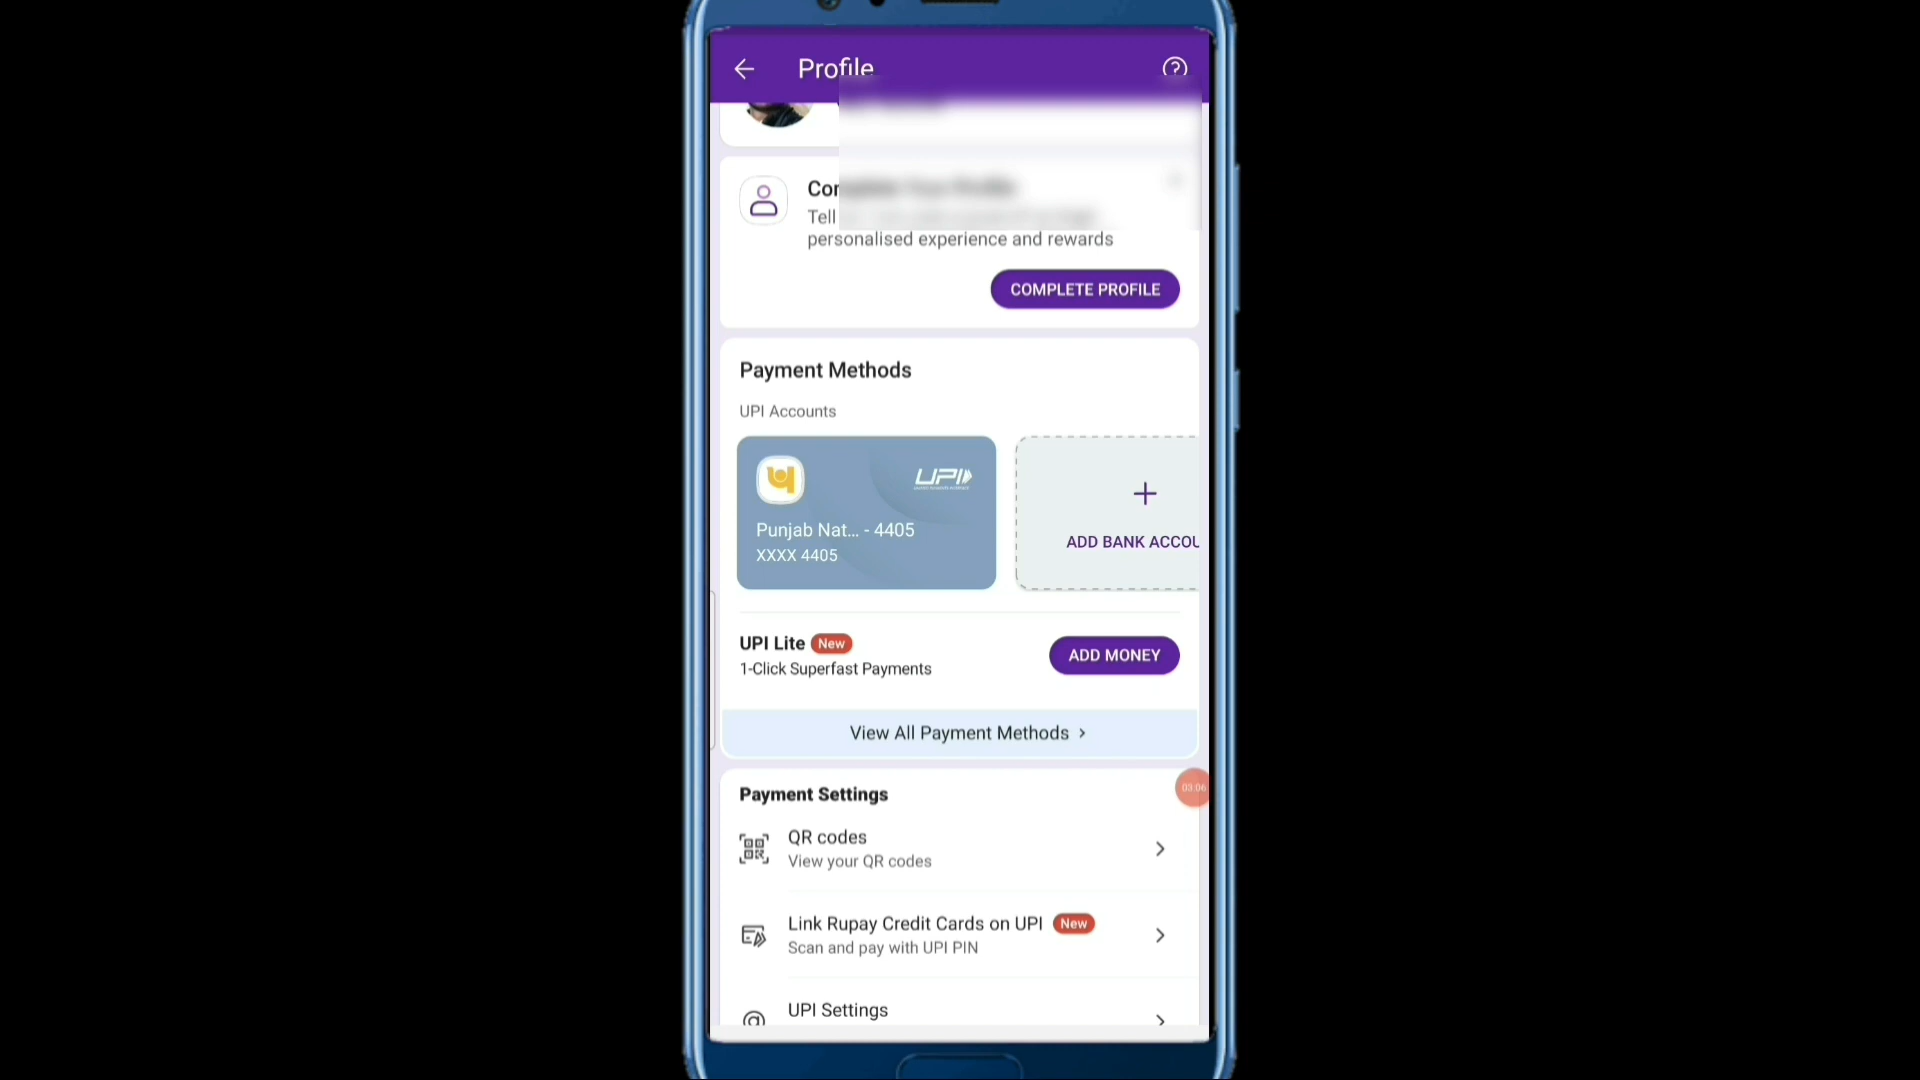 Profile
Con
Tell
personalised experience and rewards
COMPLETE PROFILE
Payment Methods
UPI Accounts
UPI
Punjab Nat... - 4405
XXXX 4405
ADD BANK ACCOU
UPI Lite New
1-Click Superfast Payments
ADD MONEY
View All Payment Methods >
Payment Settings
03:06
QR codes
View your QR codes
Link Rupay Credit Cards on UPI New
Scan and pay with UPI PIN
UPI Settings